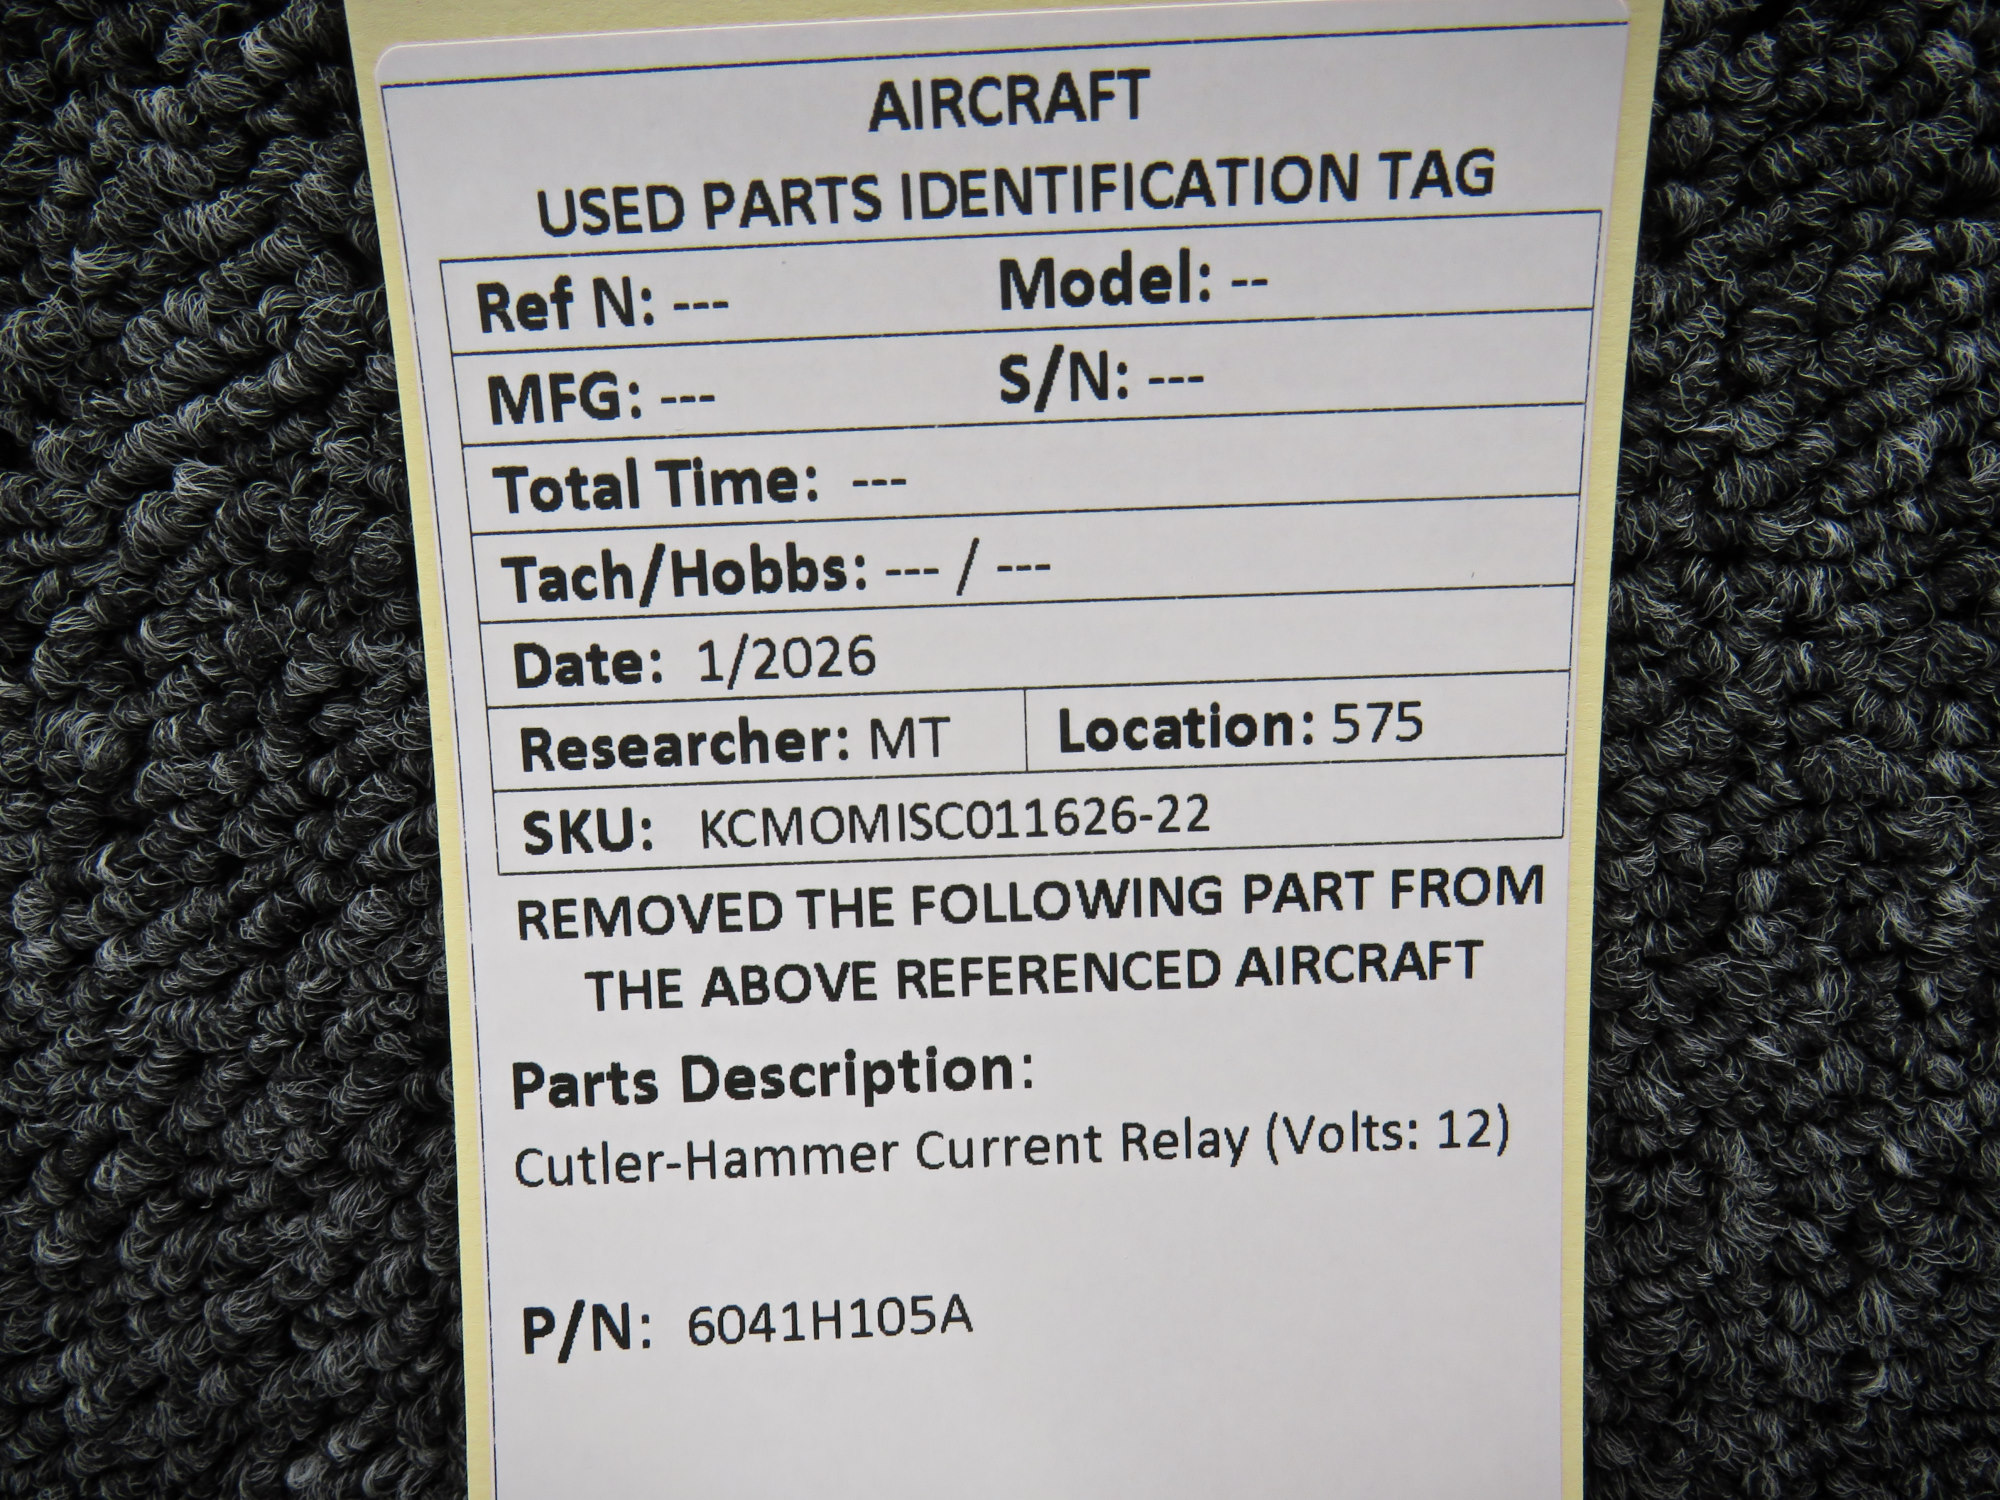 AIRCRAFT
USED PARTS IDENTIFICATION TAG
Ref N: --- Model: --
MFG: --- S/N: ---
Total Time: ---
Tach/Hobbs: --- / ---
Date: 1/2026
Researcher: MT Location: 575
SKU: KCMOMISC011626-22
REMOVED THE FOLLOWING PART FROM
THE ABOVE REFERENCED AIRCRAFT
Parts Description:
Cutler-Hammer Current Relay (Volts: 12)
P/N: 6041H105A